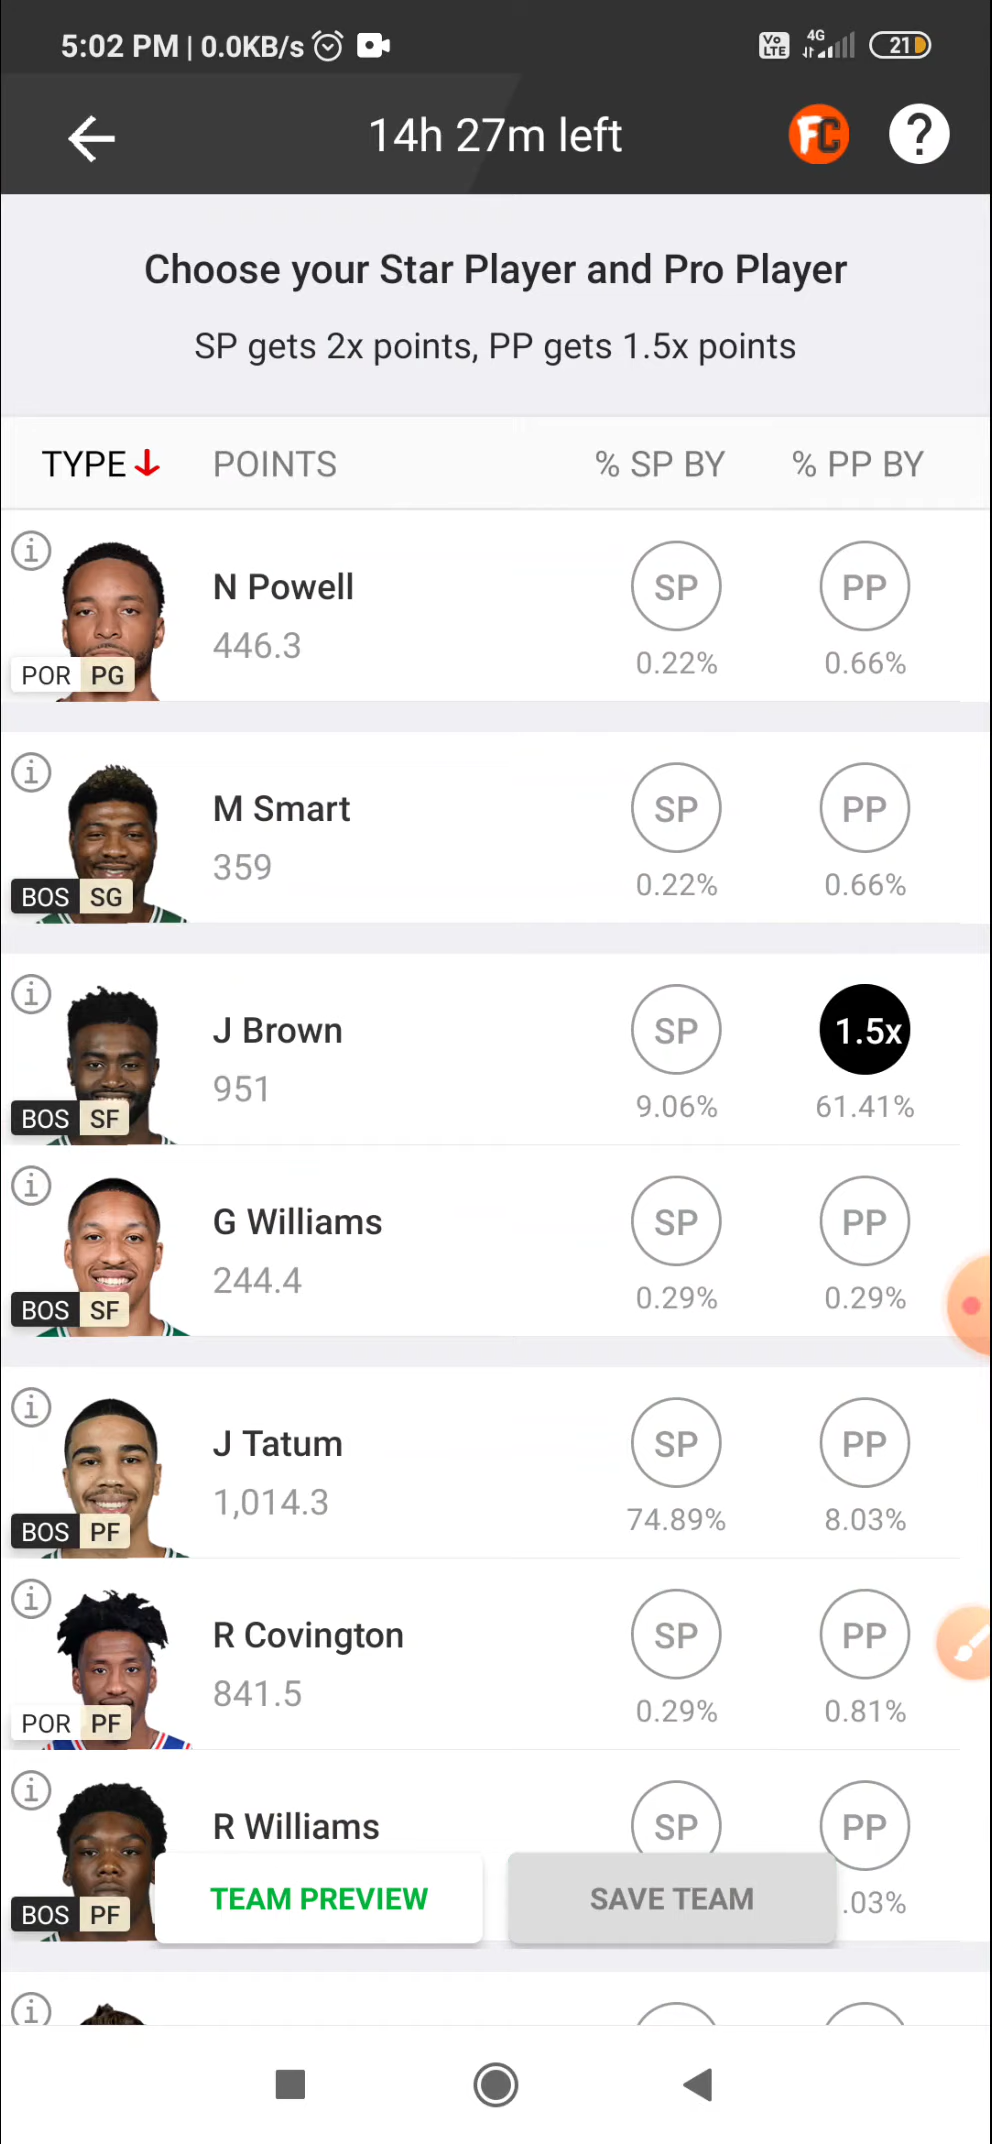 5:02 PM | 0.0KB/s Vo LTE 4G 21
14h 27m left FC ?
Choose your Star Player and Pro Player
SP gets 2x points, PP gets 1.5x points
TYPE POINTS % SP BY % PP BY
N Powell SP PP
446.3 0.22% 0.66%
POR PG
M Smart SP PP
359 0.22% 0.66%
BOS SG
J Brown SP 1.5x
951 9.06% 61.41%
BOS SF
G Williams SP PP
244.4 0.29% 0.29%
BOS SF
J Tatum SP PP
1,014.3 74.89% 8.03%
BOS PF
R Covington SP PP
841.5 0.29% 0.81%
POR PF
R Williams SP PP
BOS PF TEAM PREVIEW SAVE TEAM .03%